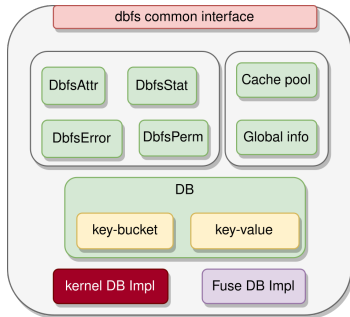 dbfs common interface
DbfsAttr
DbfsStat
DbfsError
DbfsPerm
Cache pool
Global info
DB
key-bucket
key-value
kernel DB Impl
Fuse DB Impl